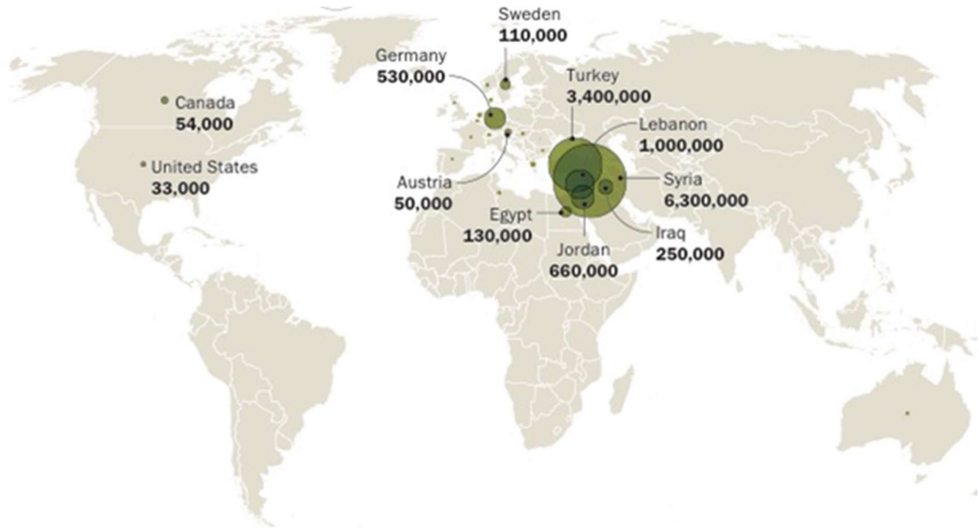 Sweden
110,000
Germany
530,000
Turkey
3,400,000
Canada
54,000
Lebanon
1,000,000
United States
33,000
Austria
50,000
Syria
6,300,000
Egypt
130,000
Iraq
250,000
Jordan
660,000